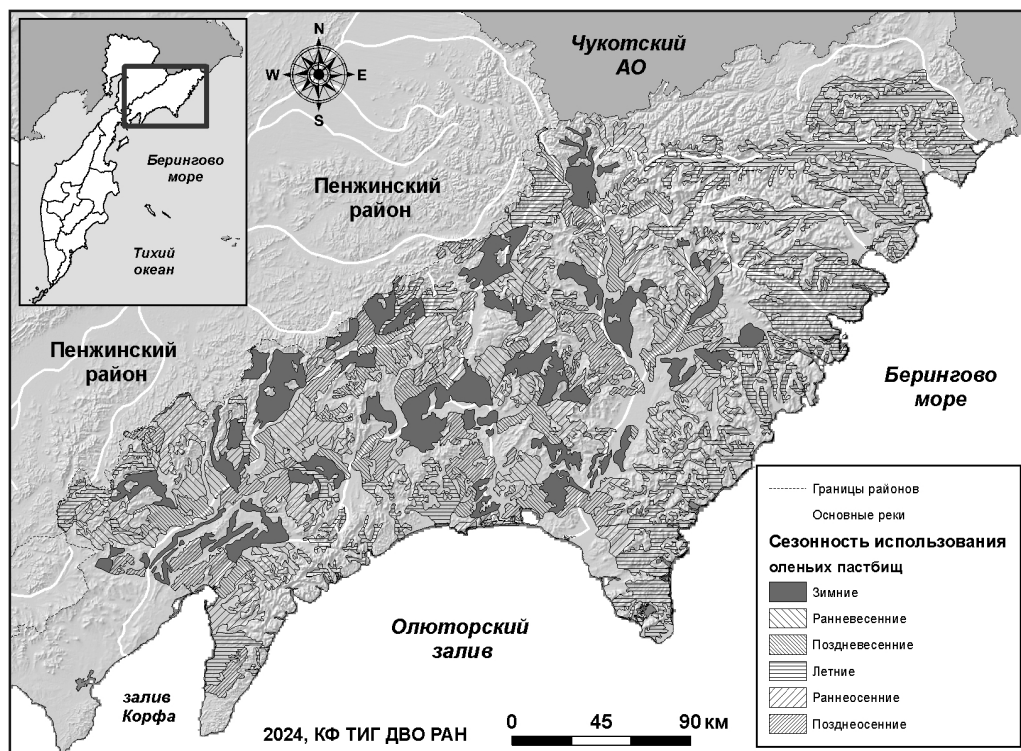 N
W
E
S
Чукотский
АО
Берингово
море
Тихий
океан
Пенжинский
район
Пенжинский
район
Берингово
море
Олюторский
залив
залив
Корфа
2024, КФ ТИГ ДВО РАН
0 45 90 км
Границы районов
Основные реки
Сезонность использования
оленьих пастбищ
Зимние
Ранневесенние
Поздневесенние
Летние
Раннеосенние
Позднеосенние